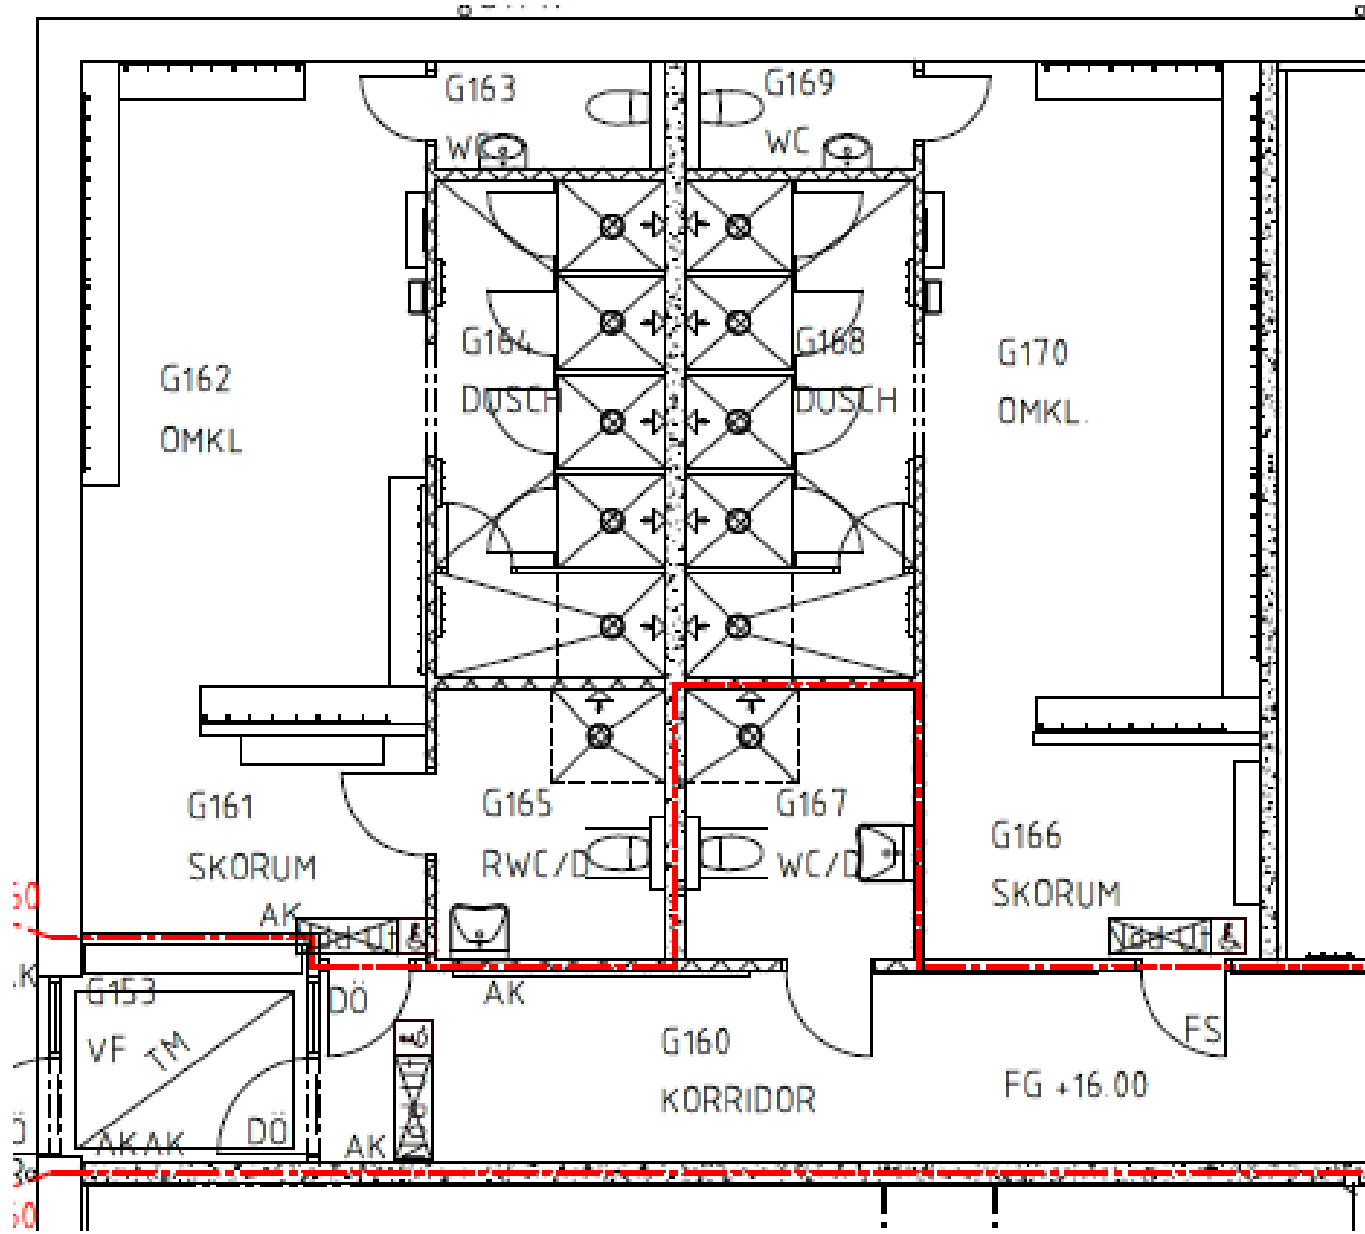 G163
WC
G169
WC
G162
OMKL
G164
DUSCH
G168
DUSCH
G170
OMKL.
G161
SKORUM
AK
G165
RWC/D
G167
WC/D
G166
SKORUM
G153
VF TM
DÖ
AK
G160
KORRIDOR
FS
FG +16.00
AKAK
DÖ
AK